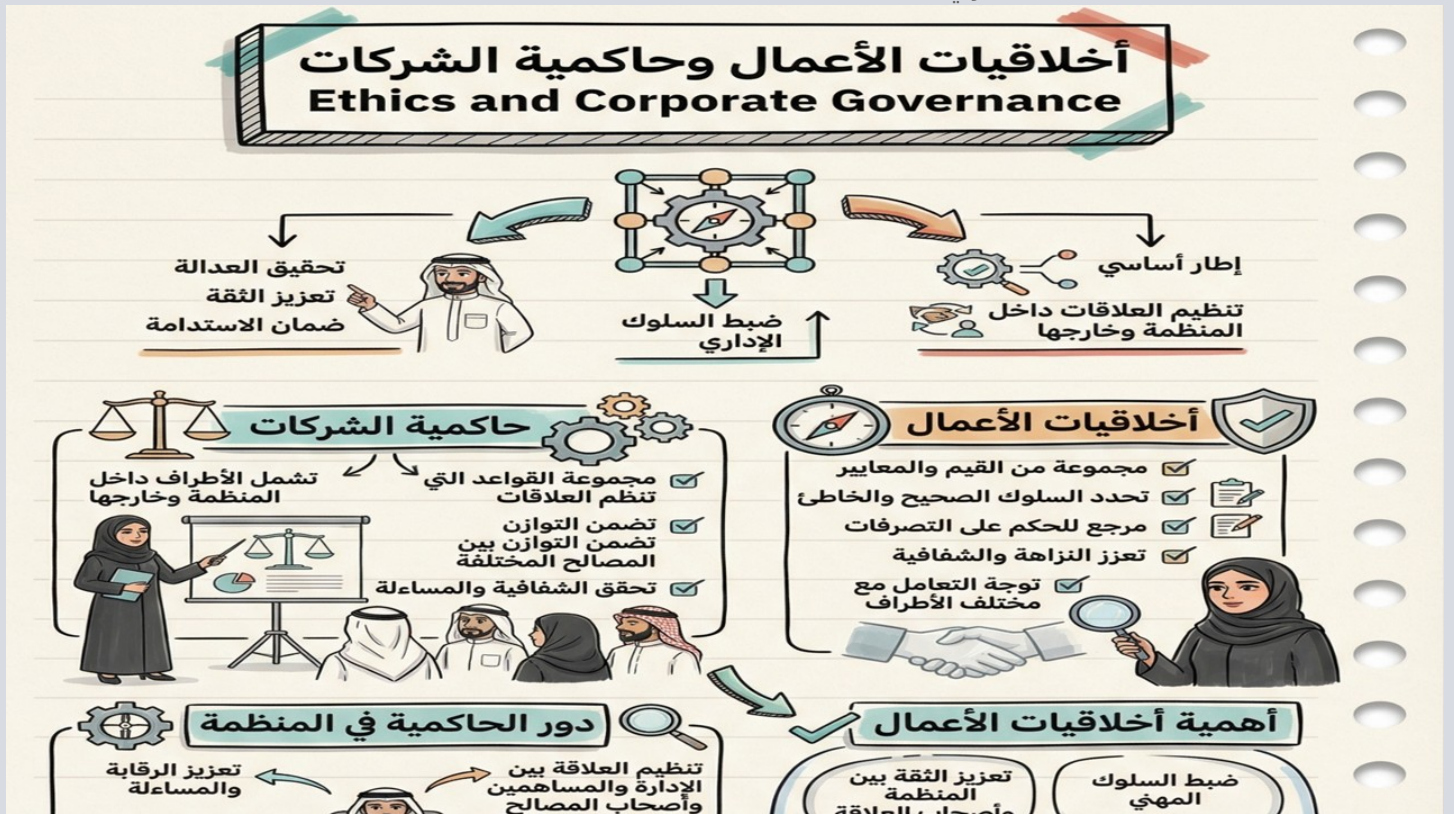 أخلاقيات الأعمال وحاكمية الشركات
Ethics and Corporate Governance
إطار أساسي
تنظيم العلاقات داخل
المنظمة وخارجها
ضبط السلوك
الإداري
تحقيق العدالة
تعزيز الثقة
ضمان الاستدامة
أخلاقيات الأعمال
مجموعة من القيم والمعايير
تحدد السلوك الصحيح والخاطئ
مرجع للحكم على التصرفات
تعزز النزاهة والشفافية
توجة التعامل مع
مختلف الأطراف
حاكمية الشركات
مجموعة القواعد التي
تنظم العلاقات
تضمن التوازن
تضمن التوازن بين
المصالح المختلفة
تحقق الشفافية والمساءلة
تشمل الأطراف داخل
المنظمة وخارجها
أهمية أخلاقيات الأعمال
ضبط السلوك
المهني
تعزيز الثقة بين
المنظمة
وأصحاب العلاقة
دور الحاكمية في المنظمة
تنظيم العلاقة بين
الإدارة والمساهمين
وأصحاب المصالح
تعزيز الرقابة
والمساءلة